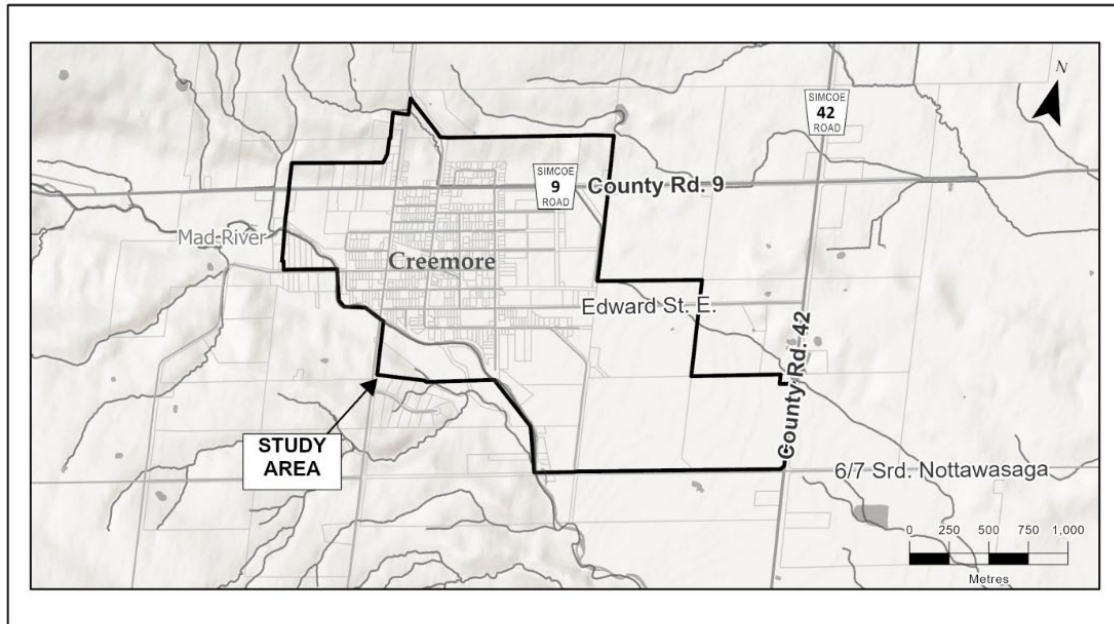 N
SIMCOE
42
ROAD
SIMCOE
9
ROAD
County Rd. 9
Mad River
Creemore
Edward St. E.
County Rd. 42
STUDY
AREA
6/7 Srd. Nottawasaga
0 250 500 750 1,000
Metres